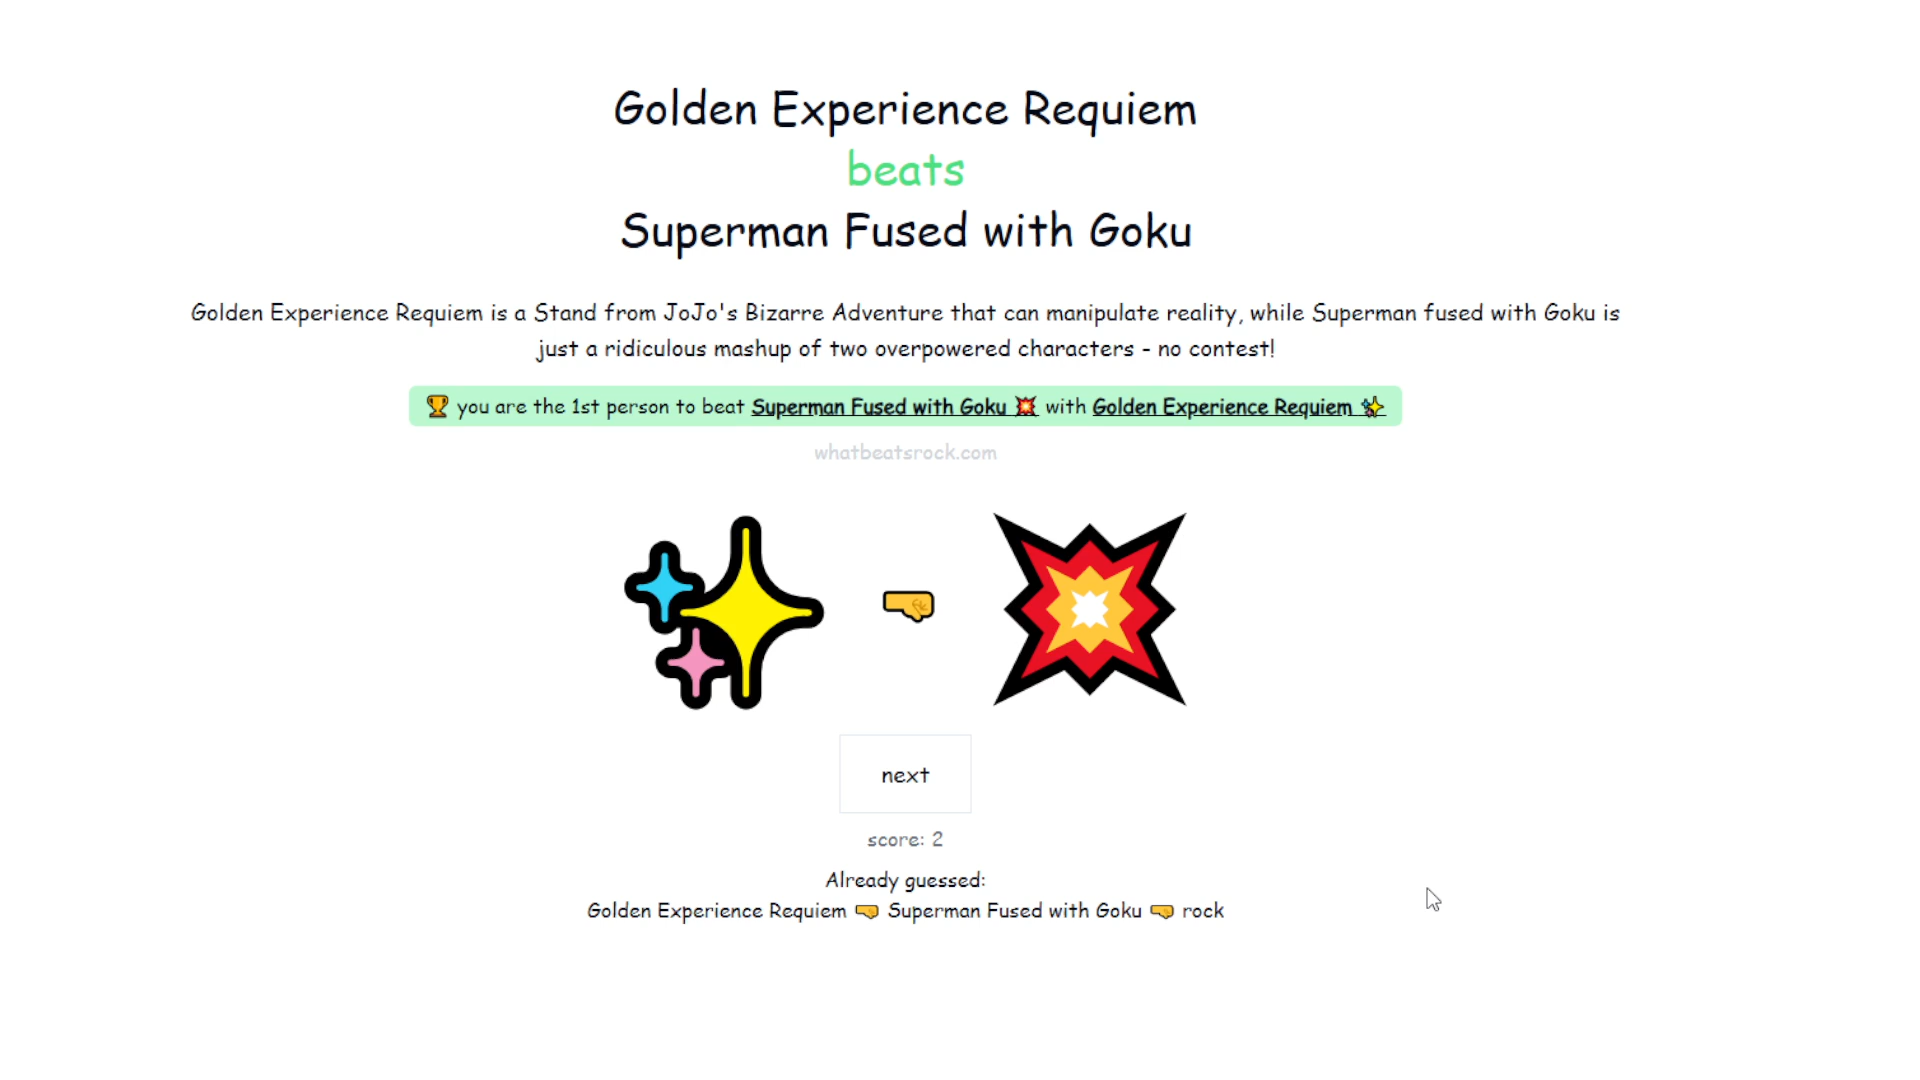 Golden Experience Requiem
beats
Superman Fused with Goku
Golden Experience Requiem is a Stand from JoJo's Bizarre Adventure that can manipulate reality, while Superman fused with Goku is
just a ridiculous mashup of two overpowered characters - no contest!
🏆 you are the 1st person to beat Superman Fused with Goku 💥 with Golden Experience Requiem ✨
whatbeatsrock.com
next
score: 2
Already guessed:
Golden Experience Requiem 🤜 Superman Fused with Goku 🤜 rock